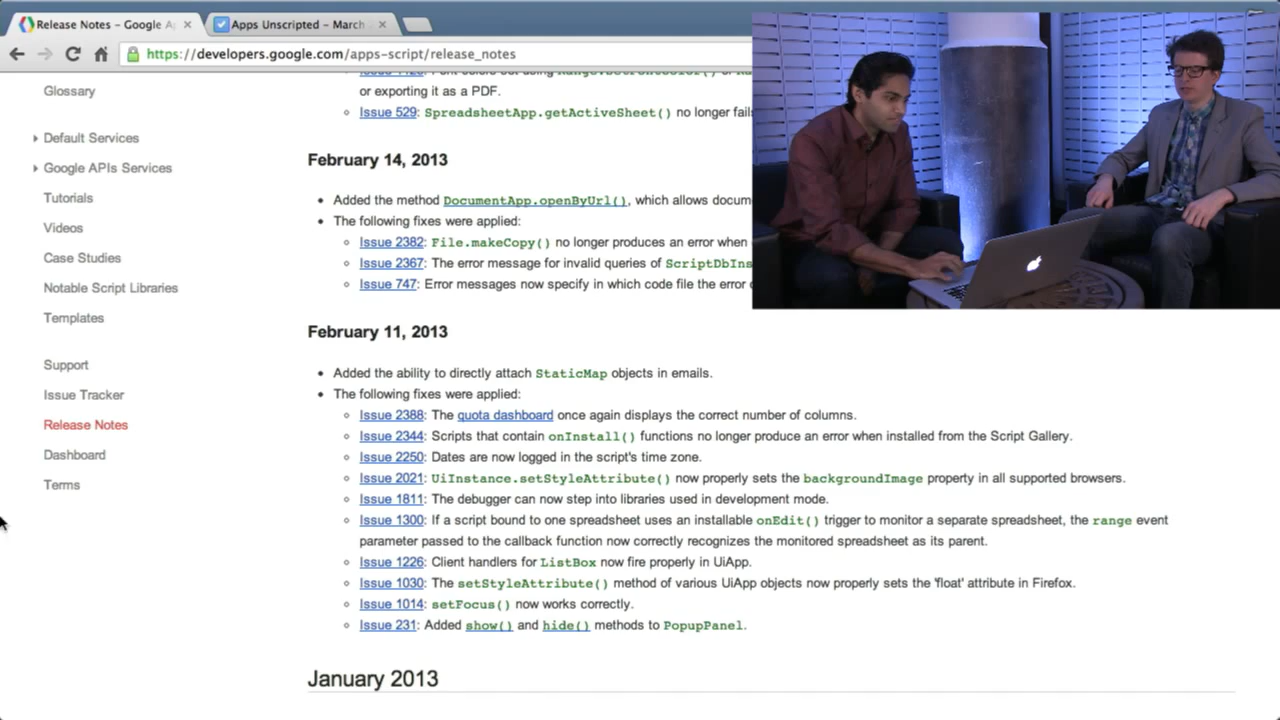 Release Notes – Google A
Apps Unscripted – March
https://developers.google.com/apps-script/release_notes
Glossary
Default Services
Google APIs Services
Tutorials
Videos
Case Studies
Notable Script Libraries
Templates
Support
Issue Tracker
Release Notes
Dashboard
Terms
or exporting it as a PDF.
Issue 529: SpreadsheetApp.getActiveSheet() no longer fails
February 14, 2013
Added the method DocumentApp.openByUrl(), which allows docum
The following fixes were applied:
Issue 2382: File.makeCopy() no longer produces an error when
Issue 2367: The error message for invalid queries of ScriptDbIns
Issue 747: Error messages now specify in which code file the error
February 11, 2013
Added the ability to directly attach StaticMap objects in emails.
The following fixes were applied:
Issue 2388: The quota dashboard once again displays the correct number of columns.
Issue 2344: Scripts that contain onInstall() functions no longer produce an error when installed from the Script Gallery.
Issue 2250: Dates are now logged in the script's time zone.
Issue 2021: UiInstance.setStyleAttribute() now properly sets the backgroundImage property in all supported browsers.
Issue 1811: The debugger can now step into libraries used in development mode.
Issue 1300: If a script bound to one spreadsheet uses an installable onEdit() trigger to monitor a separate spreadsheet, the range event
parameter passed to the callback function now correctly recognizes the monitored spreadsheet as its parent.
Issue 1226: Client handlers for ListBox now fire properly in UiApp.
Issue 1030: The setStyleAttribute() method of various UiApp objects now properly sets the 'float' attribute in Firefox.
Issue 1014: setFocus() now works correctly.
Issue 231: Added show() and hide() methods to PopupPanel.
January 2013